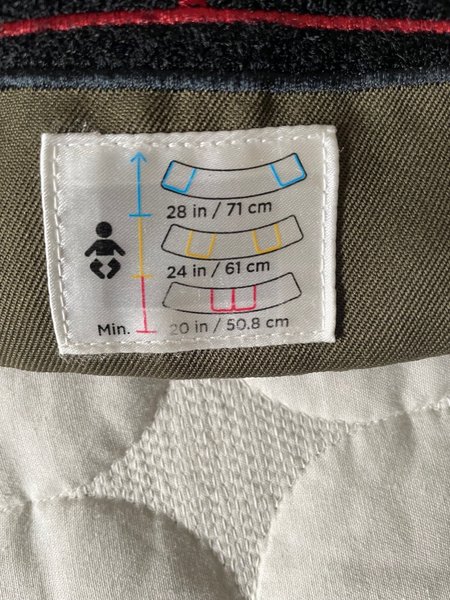 28 in / 71 cm
24 in / 61 cm
Min. 20 in / 50.8 cm